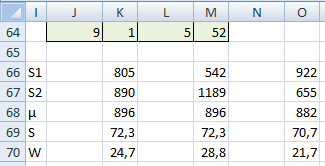 I J K L M N O
64 9 1 5 52
65
66 S1 805 542 922
67 S2 890 1189 655
68 µ 896 896 882
69 S 72,3 72,3 70,7
70 W 24,7 28,8 21,7